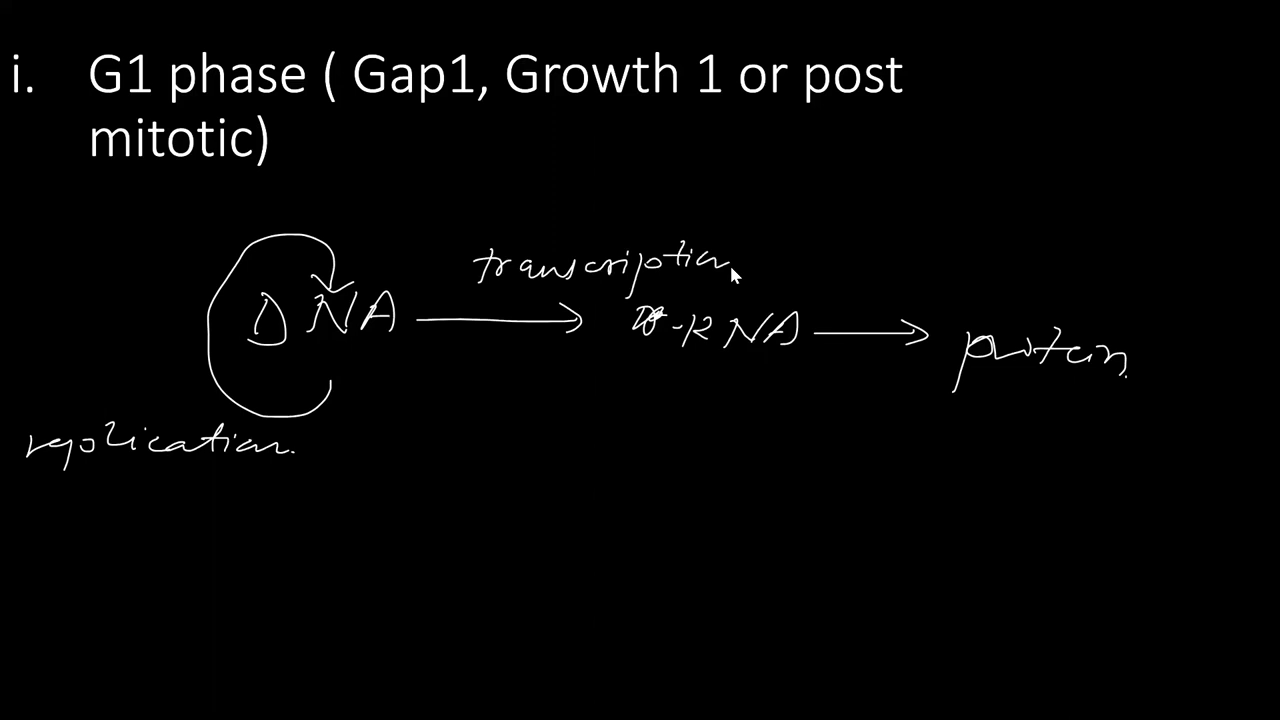 i. G1 phase ( Gap1, Growth 1 or post
mitotic)
transcription
DNA -RNA protein.
replication.